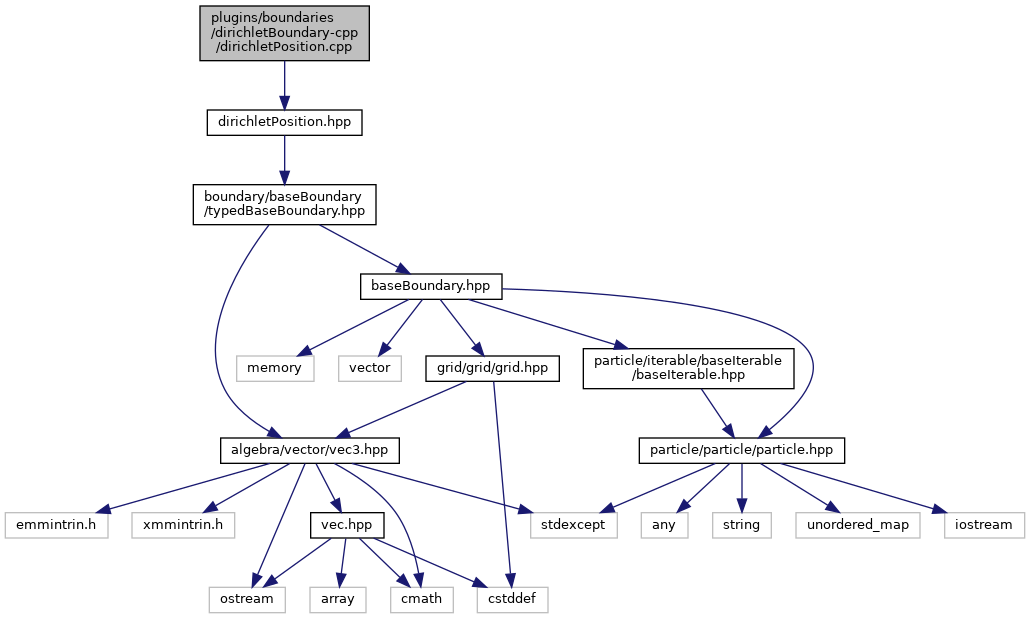 plugins/boundaries
/dirichletBoundary-cpp
/dirichletPosition.cpp
dirichletPosition.hpp
boundary/baseBoundary
/typedBaseBoundary.hpp
baseBoundary.hpp
memory
vector
grid/grid/grid.hpp
particle/iterable/baseIterable
/baseIterable.hpp
algebra/vector/vec3.hpp
particle/particle/particle.hpp
emmintrin.h
xmmintrin.h
vec.hpp
stdexcept
any
string
unordered_map
iostream
ostream
array
cmath
cstddef